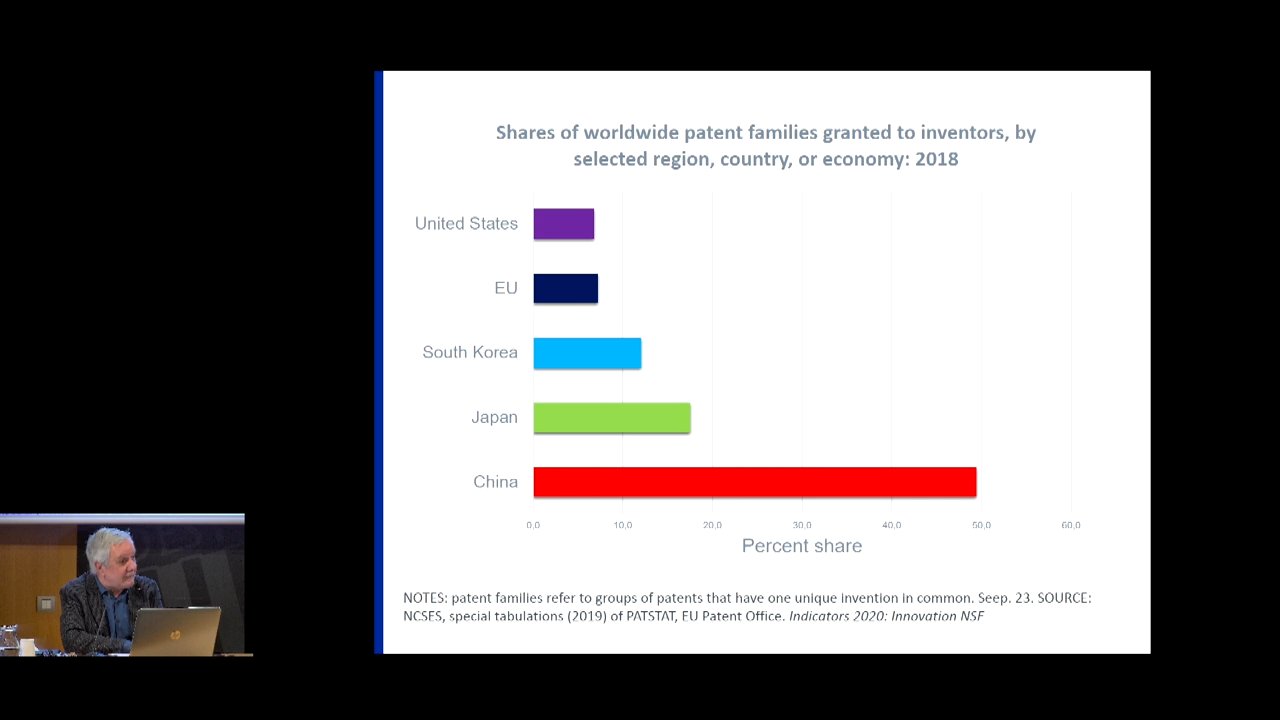 Shares of worldwide patent families granted to inventors, by
selected region, country, or economy: 2018
United States
EU
South Korea
Japan
China
0,0 10,0 20,0 30,0 40,0 50,0 60,0
Percent share
NOTES: patent families refer to groups of patents that have one unique invention in common. Seep. 23. SOURCE:
NCSES, special tabulations (2019) of PATSTAT, EU Patent Office. Indicators 2020: Innovation NSF
hp